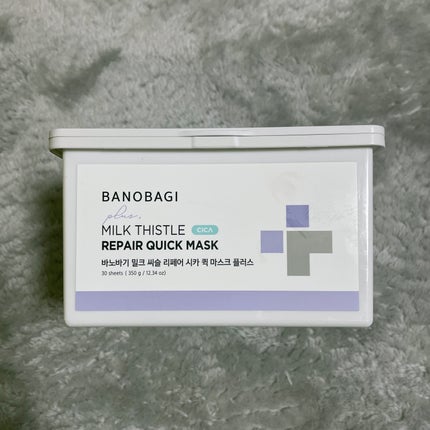 BANOBAGI
plus.
MILK THISTLE CICA
REPAIR QUICK MASK
바노바기 밀크 씨슬 리페어 시카 퀵 마스크 플러스
30 sheets ( 350 g / 12.34 oz)